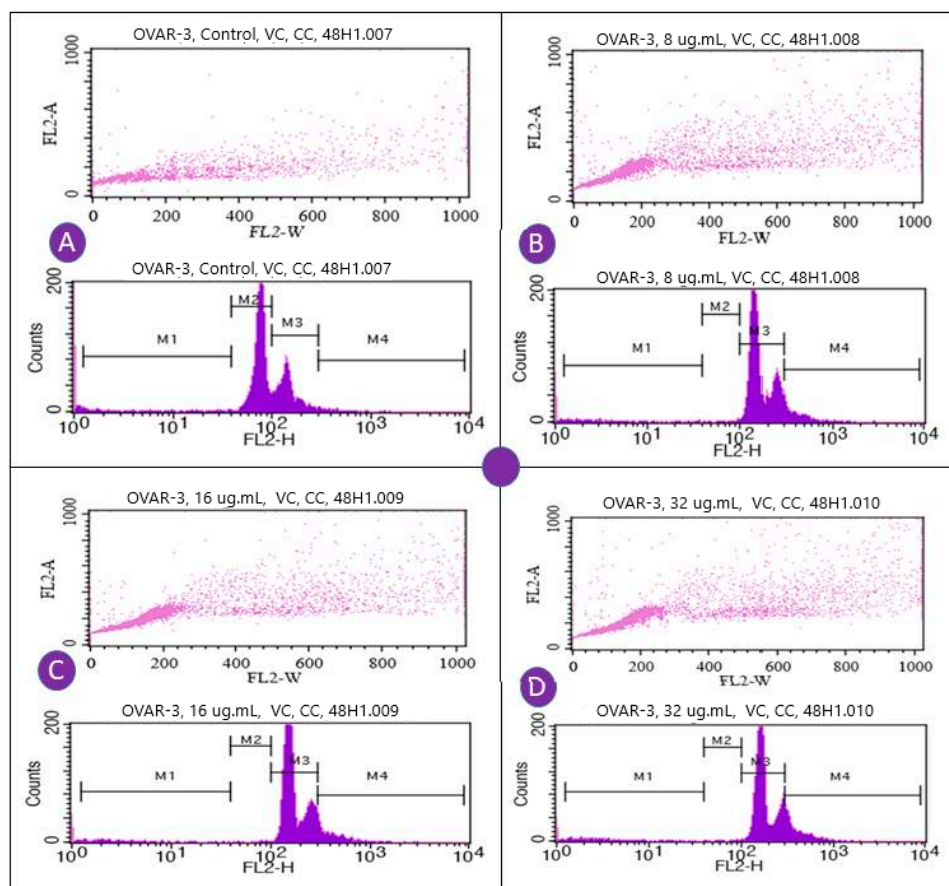 OVAR-3, Control, VC, CC, 48H1.007
1000
FL2-A
0
0 200 400 600 800 1000
FL2-W
A
OVAR-3, Control, VC, CC, 48H1.007
200
M2
M3
M1
M4
Counts
0
10^0 10^1 10^2 10^3 10^4
FL2-H
OVAR-3, 8 ug.mL, VC, CC, 48H1.008
1000
FL2-A
0
0 200 400 600 800 1000
FL2-W
B
OVAR-3, 8 ug.mL, VC, CC, 48H1.008
200
M2
M3
M1
M4
Counts
0
10^0 10^1 10^2 10^3 10^4
FL2-H
OVAR-3, 16 ug.mL, VC, CC, 48H1.009
1000
FL2-A
0
0 200 400 600 800 1000
FL2-W
C
OVAR-3, 16 ug.mL, VC, CC, 48H1.009
200
M2
M3
M1
M4
Counts
0
10^0 10^1 10^2 10^3 10^4
FL2-H
OVAR-3, 32 ug.mL, VC, CC, 48H1.010
1000
FL2-A
0
0 200 400 600 800 1000
FL2-W
D
OVAR-3, 32 ug.mL, VC, CC, 48H1.010
200
M2
M3
M1
M4
Counts
0
10^0 10^1 10^2 10^3 10^4
FL2-H